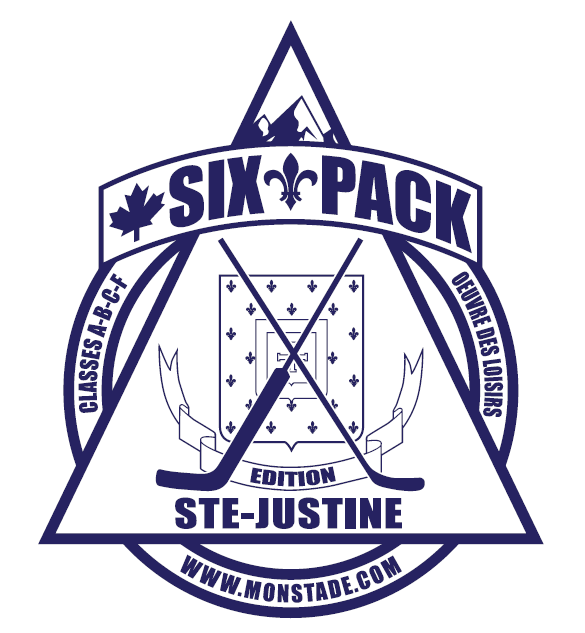 SIX PACK
CLASSES A-B-C-F
OEUVRE DES LOISIRS
EDITION
STE-JUSTINE
WWW.MONSTADE.COM